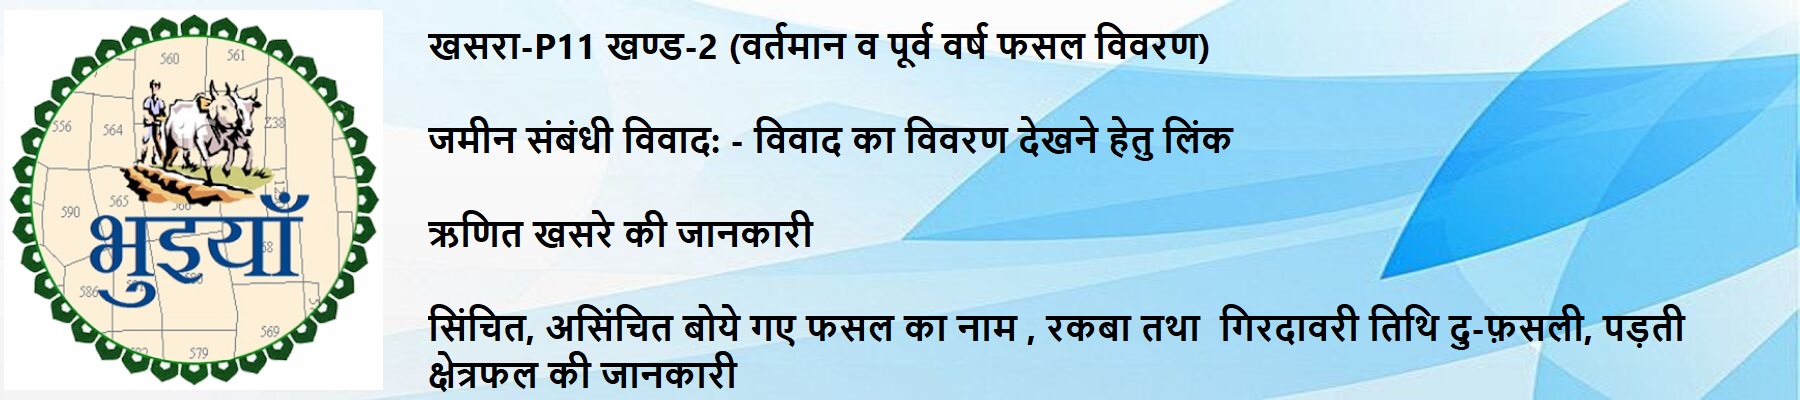 560
561
556
564
238
565
590
भुइयाँ
586
569
579
खसरा-P11 खण्ड-2 (वर्तमान व पूर्व वर्ष फसल विवरण)
जमीन संबंधी विवाद: - विवाद का विवरण देखने हेतु लिंक
ऋणित खसरे की जानकारी
सिंचित, असिंचित बोये गए फसल का नाम , रकबा तथा गिरदावरी तिथि दु-फ़सली, पड़ती
क्षेत्रफल की जानकारी